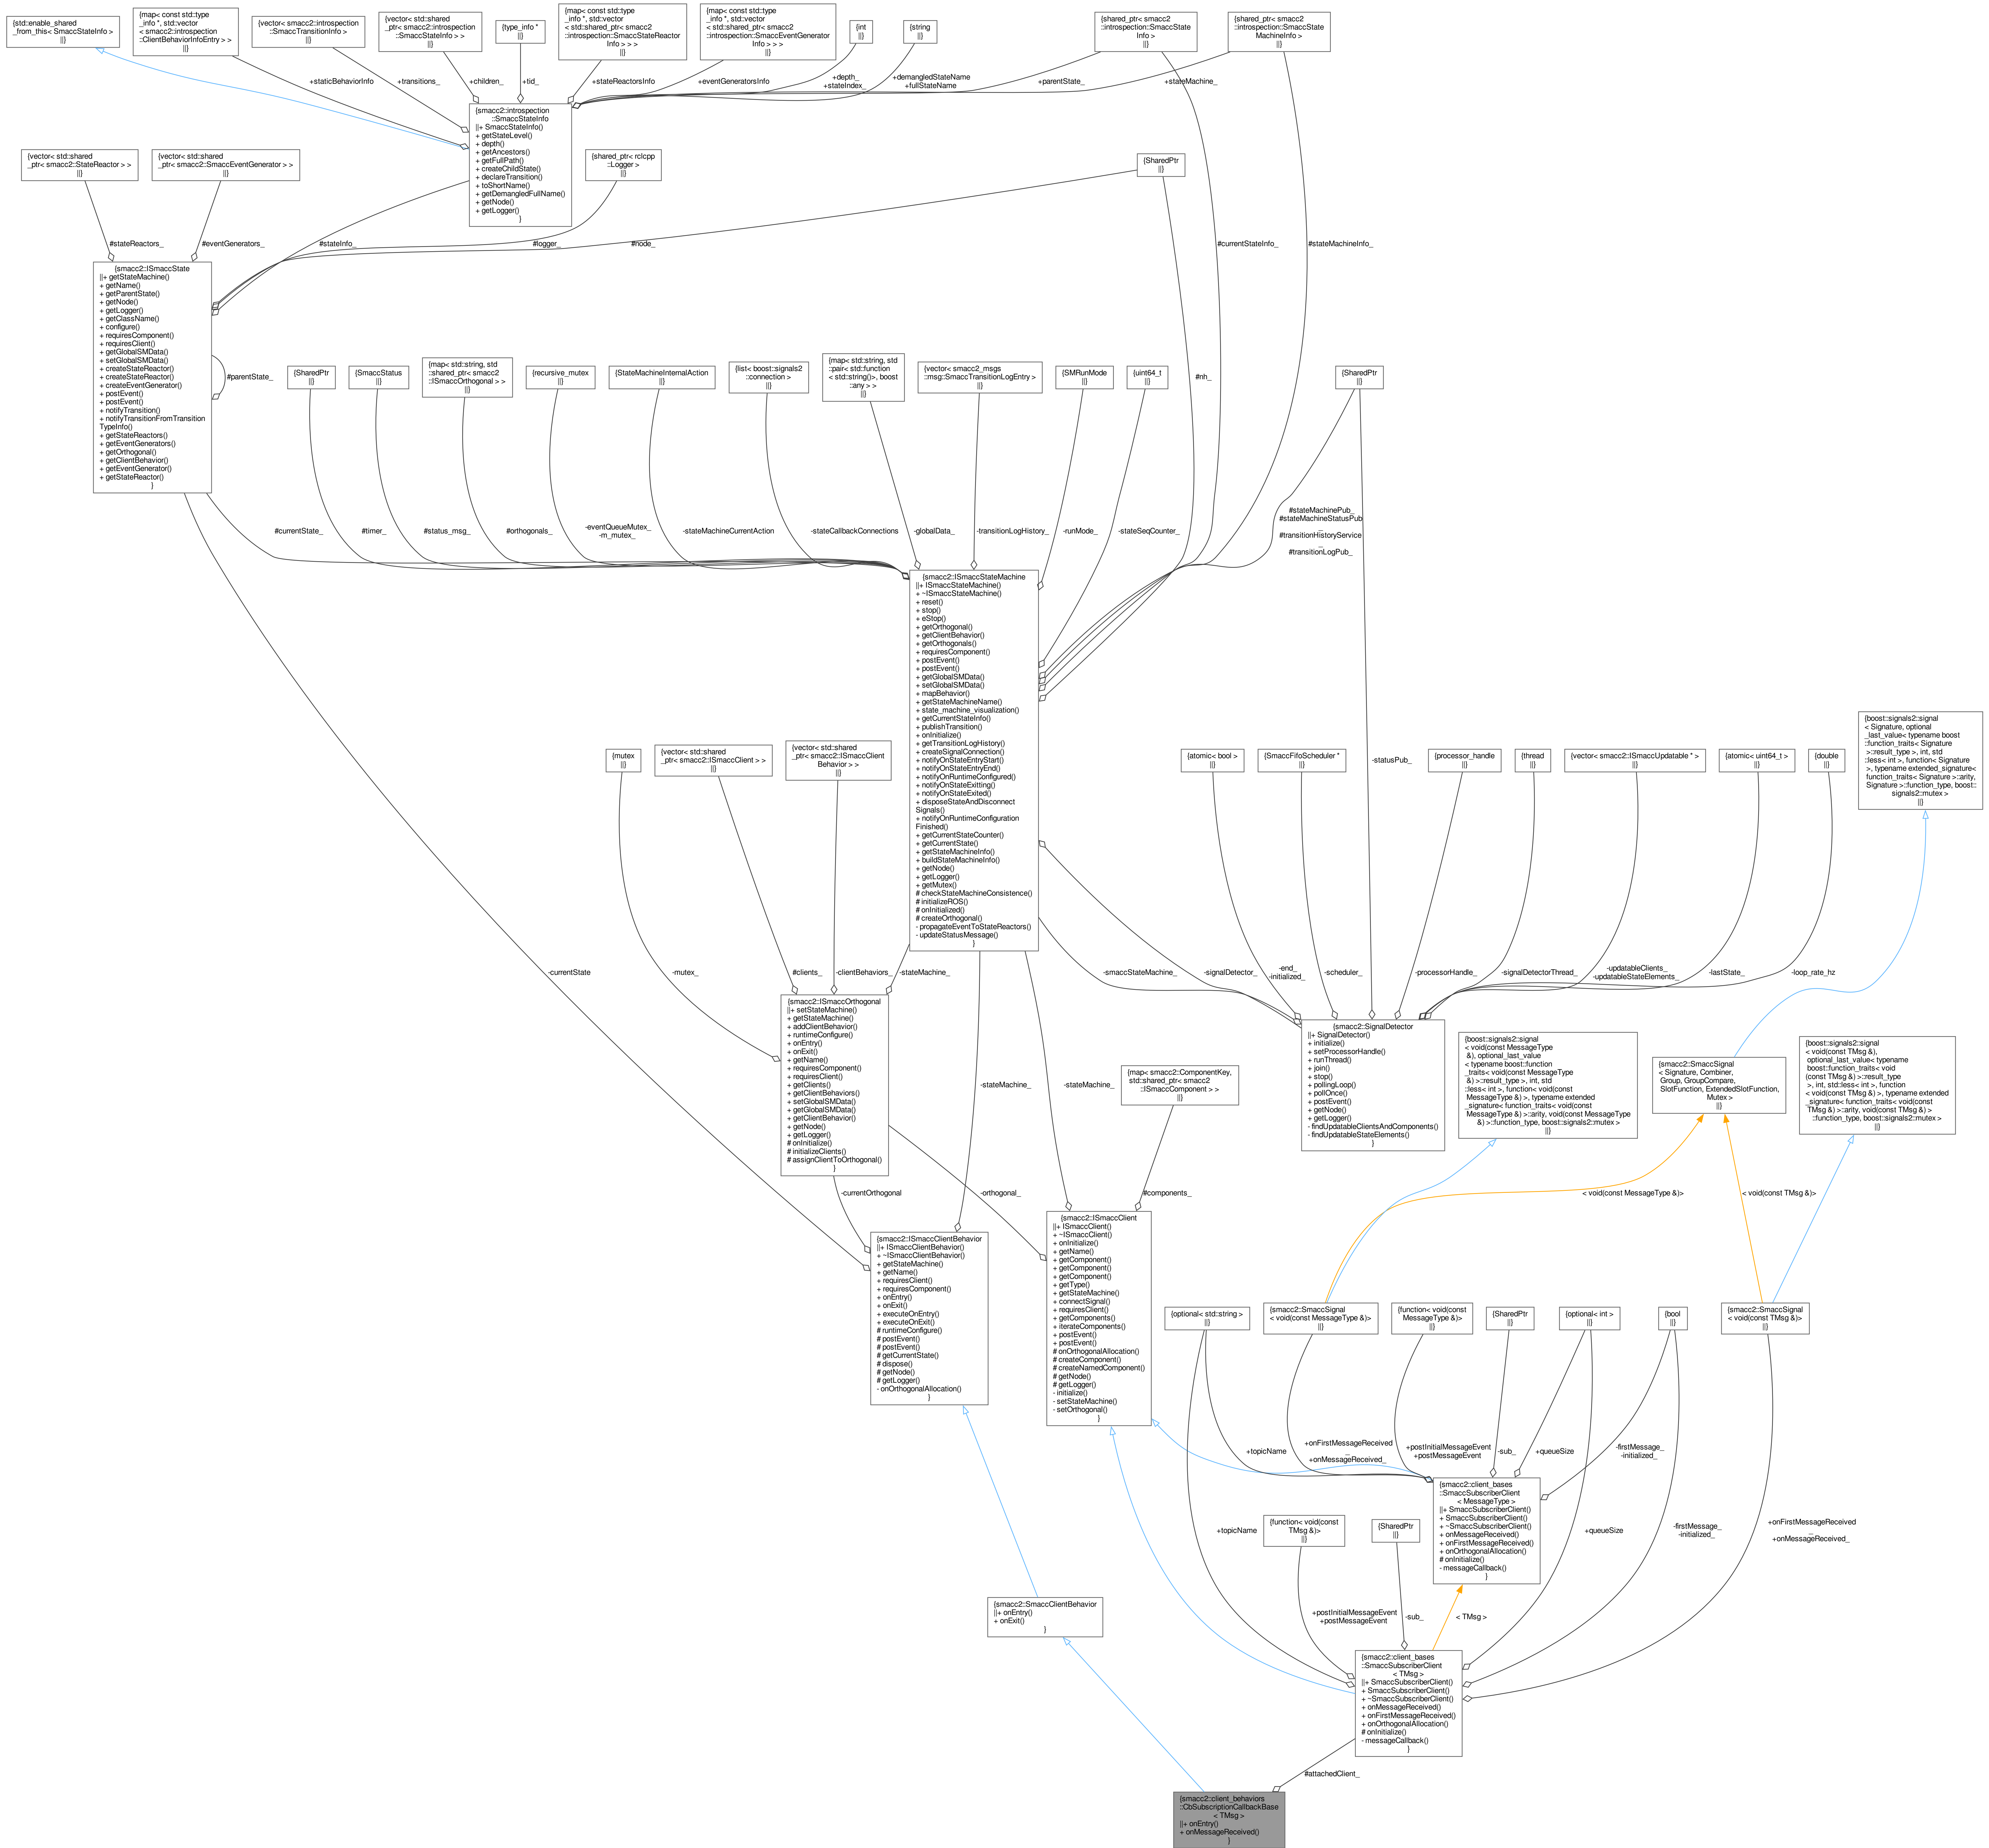 {std::enable_shared
_from_this< SmaccStateInfo >
||}
{map< const std::type
_info *, std::vector
< smacc2::introspection
::ClientBehaviorInfoEntry > >
||}
{vector< smacc2::introspection
::SmaccTransitionInfo >
||}
{vector< std::shared
_ptr< smacc2::introspection
::SmaccStateInfo > >
||}
{type_info *
||}
{map< const std::type
_info *, std::vector
< std::shared_ptr< smacc2
::introspection::SmaccStateReactor
Info > > >
||}
{map< const std::type
_info *, std::vector
< std::shared_ptr< smacc2
::introspection::SmaccEventGenerator
Info > > >
||}
{int
||}
{string
||}
{shared_ptr< smacc2
::introspection::SmaccState
Info >
||}
{shared_ptr< smacc2
::introspection::SmaccState
MachineInfo >
||}
+staticBehaviorInfo
+transitions_
+children_
+tid_
+stateReactorsInfo
+eventGeneratorsInfo
+depth_
+stateIndex_
+demangledStateName
+fullStateName
+parentState_
+stateMachine_
{smacc2::introspection
::SmaccStateInfo
||+ SmaccStateInfo()
+ getStateLevel()
+ depth()
+ getAncestors()
+ getFullPath()
+ createChildState()
+ declareTransition()
+ toShortName()
+ getDemangledFullName()
+ getNode()
+ getLogger()
}
{vector< std::shared
_ptr< smacc2::StateReactor > >
||}
{vector< std::shared
_ptr< smacc2::SmaccEventGenerator > >
||}
{shared_ptr< rclcpp
::Logger >
||}
{SharedPtr
||}
#stateReactors_
#eventGenerators_
#stateInfo_
#logger_
#node_
#currentStateInfo_
#stateMachineInfo_
{smacc2::ISmaccState
||+ getStateMachine()
+ getName()
+ getParentState()
+ getNode()
+ getLogger()
+ getClassName()
+ configure()
+ requiresComponent()
+ requiresClient()
+ getGlobalSMData()
+ setGlobalSMData()
+ createStateReactor()
+ createStateReactor()
+ createEventGenerator()
+ postEvent()
+ postEvent()
+ notifyTransition()
+ notifyTransitionFromTransition
TypeInfo()
+ getStateReactors()
+ getEventGenerators()
+ getOrthogonal()
+ getClientBehavior()
+ getEventGenerator()
+ getStateReactor()
}
#parentState_
{SharedPtr
||}
{SmaccStatus
||}
{map< std::string, std
::shared_ptr< smacc2
::ISmaccOrthogonal > >
||}
{recursive_mutex
||}
{StateMachineInternalAction
||}
{list< boost::signals2
::connection >
||}
{map< std::string, std
::pair< std::function
< std::string()>, boost
::any > >
||}
{vector< smacc2_msgs
::msg::SmaccTransitionLogEntry >
||}
{SMRunMode
||}
{uint64_t
||}
#nh_
{SharedPtr
||}
#currentState_
#timer_
#status_msg_
#orthogonals_
-eventQueueMutex_
-m_mutex_
-stateMachineCurrentAction
-stateCallbackConnections
-globalData_
-transitionLogHistory_
-runMode_
-stateSeqCounter_
#stateMachinePub_
#stateMachineStatusPub
_
#transitionHistoryService
_
#transitionLogPub_
{smacc2::ISmaccStateMachine
||+ ISmaccStateMachine()
+ ~ISmaccStateMachine()
+ reset()
+ stop()
+ eStop()
+ getOrthogonal()
+ getClientBehavior()
+ getOrthogonals()
+ requiresComponent()
+ postEvent()
+ postEvent()
+ getGlobalSMData()
+ setGlobalSMData()
+ mapBehavior()
+ getStateMachineName()
+ state_machine_visualization()
+ getCurrentStateInfo()
+ publishTransition()
+ onInitialize()
+ getTransitionLogHistory()
+ createSignalConnection()
+ notifyOnStateEntryStart()
+ notifyOnStateEntryEnd()
+ notifyOnRuntimeConfigured()
+ notifyOnStateExitting()
+ notifyOnStateExited()
+ disposeStateAndDisconnect
Signals()
+ notifyOnRuntimeConfiguration
Finished()
+ getCurrentStateCounter()
+ getCurrentState()
+ getStateMachineInfo()
+ buildStateMachineInfo()
+ getNode()
+ getLogger()
+ getMutex()
# checkStateMachineConsistence()
# initializeROS()
# onInitialized()
# createOrthogonal()
- propagateEventToStateReactors()
- updateStatusMessage()
}
{mutex
||}
{vector< std::shared
_ptr< smacc2::ISmaccClient > >
||}
{vector< std::shared
_ptr< smacc2::ISmaccClient
Behavior > >
||}
{atomic< bool >
||}
{SmaccFifoScheduler *
||}
-statusPub_
{processor_handle
||}
{thread
||}
{vector< smacc2::ISmaccUpdatable * >
||}
{atomic< uint64_t >
||}
{double
||}
{boost::signals2::signal
< Signature, optional
_last_value< typename boost
::function_traits< Signature
>::result_type >, int, std
::less< int >, function< Signature
>, typename extended_signature<
function_traits< Signature >::arity,
Signature >::function_type, boost::
signals2::mutex >
||}
-currentState
-mutex_
#clients_
-clientBehaviors_
-stateMachine_
-smaccStateMachine_
-signalDetector_
-end_
-initialized_
-scheduler_
-processorHandle_
-signalDetectorThread_
-updatableClients_
-updatableStateElements_
-lastState_
-loop_rate_hz
{smacc2::ISmaccOrthogonal
||+ setStateMachine()
+ getStateMachine()
+ addClientBehavior()
+ runtimeConfigure()
+ onEntry()
+ onExit()
+ getName()
+ requiresComponent()
+ requiresClient()
+ getClients()
+ getClientBehaviors()
+ setGlobalSMData()
+ getGlobalSMData()
+ getClientBehavior()
+ getNode()
+ getLogger()
# onInitialize()
# initializeClients()
# assignClientToOrthogonal()
}
-stateMachine_
-stateMachine_
{map< smacc2::ComponentKey,
std::shared_ptr< smacc2
::ISmaccComponent > >
||}
{smacc2::SignalDetector
||+ SignalDetector()
+ initialize()
+ setProcessorHandle()
+ runThread()
+ join()
+ stop()
+ pollingLoop()
+ pollOnce()
+ postEvent()
+ getNode()
+ getLogger()
- findUpdatableClientsAndComponents()
- findUpdatableStateElements()
}
{boost::signals2::signal
< void(const MessageType
&), optional_last_value
< typename boost::function
_traits< void(const MessageType
&) >::result_type >, int, std
::less< int >, function< void(const
MessageType &) >, typename extended
_signature< function_traits< void(const
MessageType &) >::arity, void(const MessageType
&) >::function_type, boost::signals2::mutex >
||}
{smacc2::SmaccSignal
< Signature, Combiner,
Group, GroupCompare,
SlotFunction, ExtendedSlotFunction,
Mutex >
||}
{boost::signals2::signal
< void(const TMsg &),
optional_last_value< typename
boost::function_traits< void
(const TMsg &) >::result_type
>, int, std::less< int >, function
< void(const TMsg &) >, typename extended
_signature< function_traits< void(const
TMsg &) >::arity, void(const TMsg &) >
::function_type, boost::signals2::mutex >
||}
-currentOrthogonal
-orthogonal_
#components_
< void(const MessageType &)>
< void(const TMsg &)>
{smacc2::ISmaccClientBehavior
||+ ISmaccClientBehavior()
+ ~ISmaccClientBehavior()
+ getStateMachine()
+ getName()
+ requiresClient()
+ requiresComponent()
+ onEntry()
+ onExit()
+ executeOnEntry()
+ executeOnExit()
# runtimeConfigure()
# postEvent()
# postEvent()
# getCurrentState()
# dispose()
# getNode()
# getLogger()
- onOrthogonalAllocation()
}
{smacc2::ISmaccClient
||+ ISmaccClient()
+ ~ISmaccClient()
+ onInitialize()
+ getName()
+ getComponent()
+ getComponent()
+ getComponent()
+ getType()
+ getStateMachine()
+ connectSignal()
+ requiresClient()
+ getComponents()
+ iterateComponents()
+ postEvent()
+ postEvent()
# onOrthogonalAllocation()
# createComponent()
# createNamedComponent()
# getNode()
# getLogger()
- initialize()
- setStateMachine()
- setOrthogonal()
}
{optional< std::string >
||}
{smacc2::SmaccSignal
< void(const MessageType &)>
||}
{function< void(const
MessageType &)>
||}
{SharedPtr
||}
{optional< int >
||}
{bool
||}
{smacc2::SmaccSignal
< void(const TMsg &)>
||}
+topicName
+onFirstMessageReceived
_
+onMessageReceived_
+postInitialMessageEvent
+postMessageEvent
-sub_
+queueSize
-firstMessage_
-initialized_
{smacc2::client_bases
::SmaccSubscriberClient
< MessageType >
||+ SmaccSubscriberClient()
+ SmaccSubscriberClient()
+ ~SmaccSubscriberClient()
+ onMessageReceived()
+ onFirstMessageReceived()
+ onOrthogonalAllocation()
# onInitialize()
- messageCallback()
}
+topicName
{function< void(const
TMsg &)>
||}
{SharedPtr
||}
+queueSize
-firstMessage_
-initialized_
+onFirstMessageReceived
_
+onMessageReceived_
{smacc2::SmaccClientBehavior
||+ onEntry()
+ onExit()
}
+postInitialMessageEvent
+postMessageEvent
-sub_
< TMsg >
{smacc2::client_bases
::SmaccSubscriberClient
< TMsg >
||+ SmaccSubscriberClient()
+ SmaccSubscriberClient()
+ ~SmaccSubscriberClient()
+ onMessageReceived()
+ onFirstMessageReceived()
+ onOrthogonalAllocation()
# onInitialize()
- messageCallback()
}
#attachedClient_
{smacc2::client_behaviors
::CbSubscriptionCallbackBase
< TMsg >
||+ onEntry()
+ onMessageReceived()
}